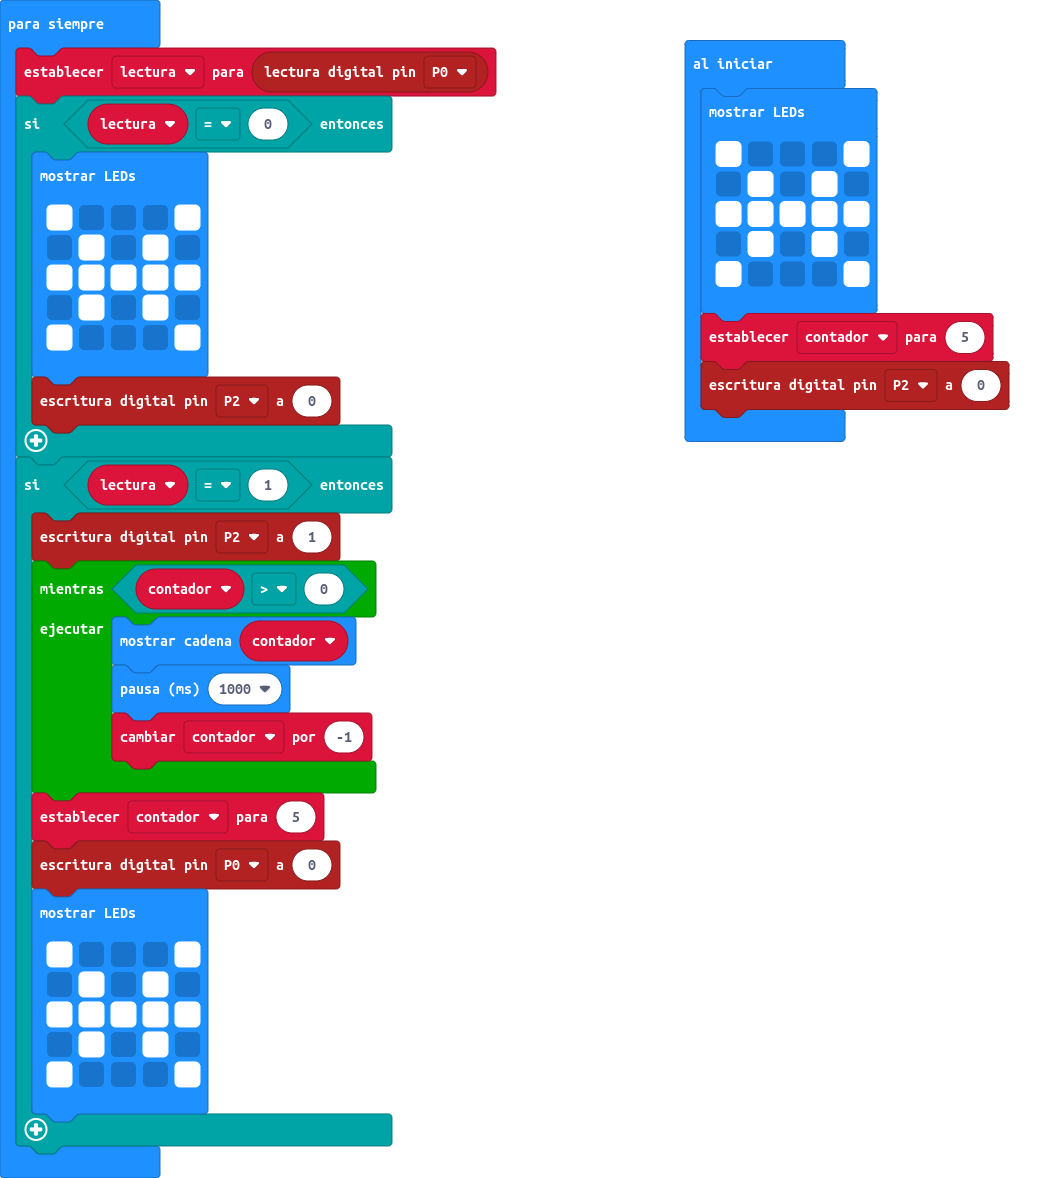 para siempre
establecer lectura para lectura digital pin P0
si lectura = 0 entonces
mostrar LEDs
escritura digital pin P2 a 0
si lectura = 1 entonces
escritura digital pin P2 a 1
mientras contador > 0
ejecutar mostrar cadena contador
pausa (ms) 1000
cambiar contador por -1
establecer contador para 5
escritura digital pin P0 a 0
mostrar LEDs
al iniciar
mostrar LEDs
establecer contador para 5
escritura digital pin P2 a 0